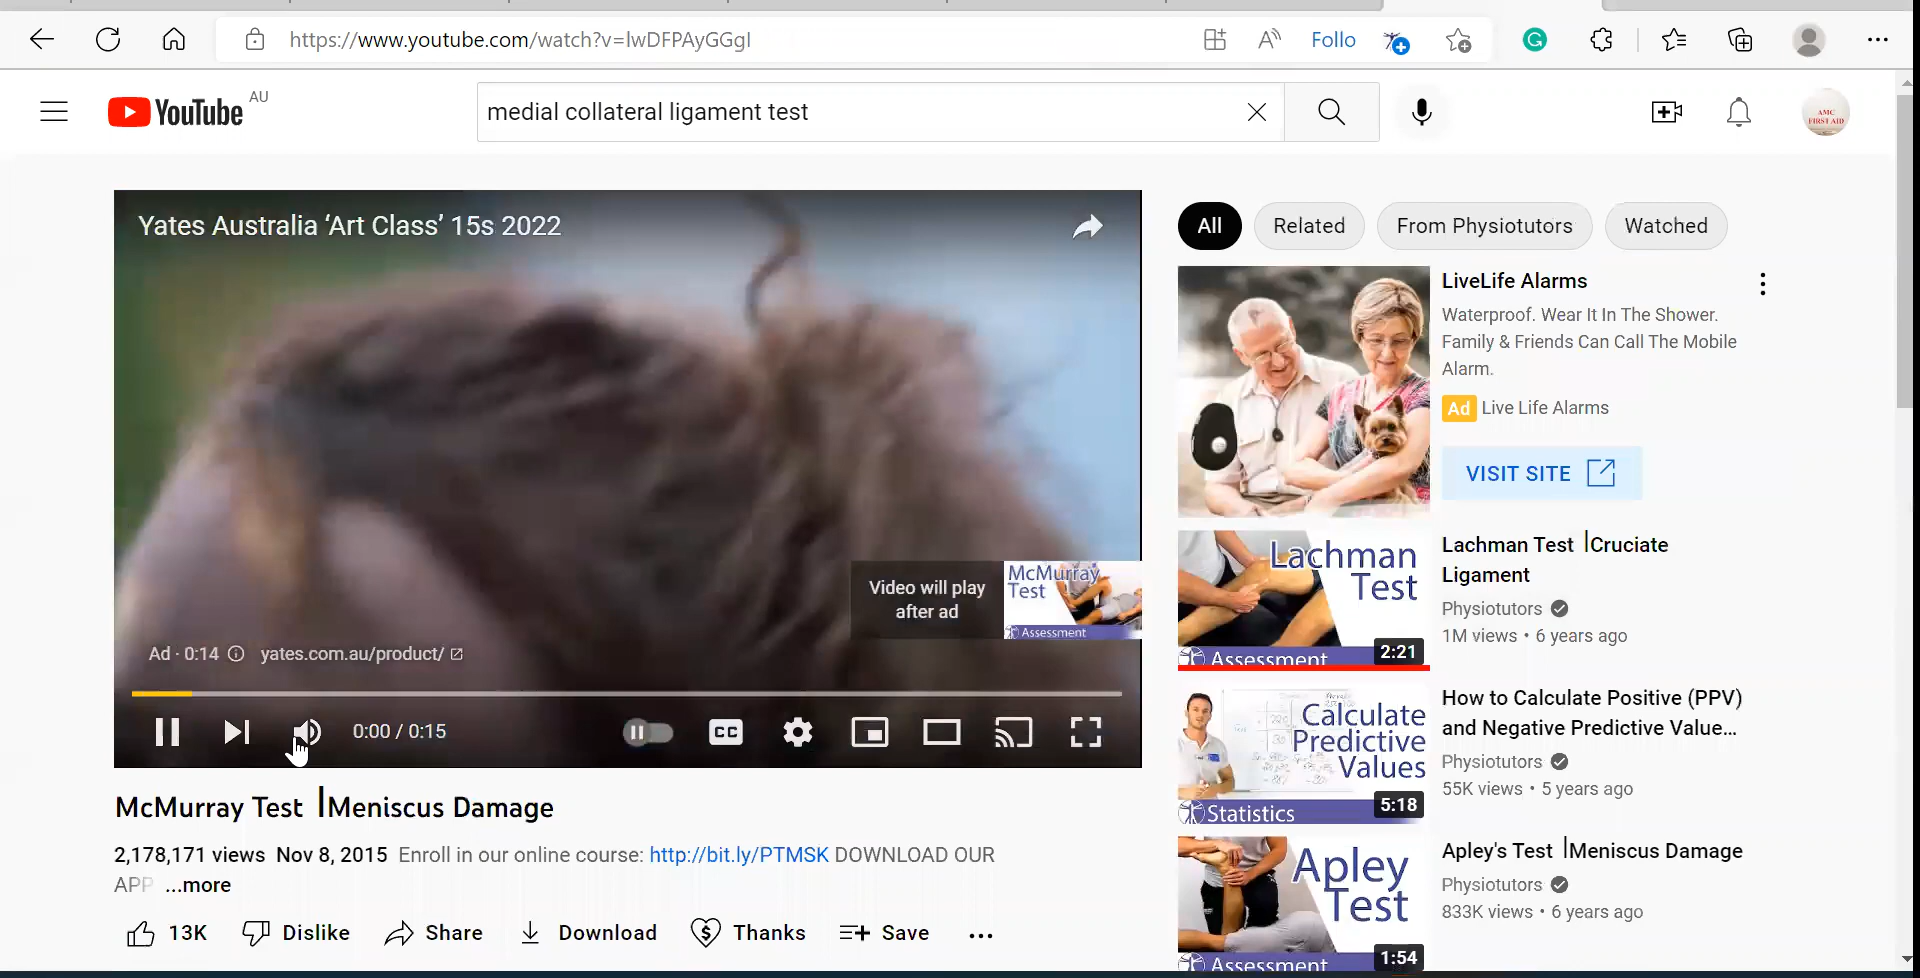 https://www.youtube.com/watch?v=lwDFPAyGGgI
Follo
YouTube AU
medial collateral ligament test
AMC
FIRST AID
Yates Australia ‘Art Class’ 15s 2022
Video will play
after ad
McMurray
Test
Assessment
Ad · 0:14 yates.com.au/product/
0:00 / 0:15
CC
McMurray Test |Meniscus Damage
2,178,171 views Nov 8, 2015 Enroll in our online course: http://bit.ly/PTMSK DOWNLOAD OUR
APP ...more
13K Dislike Share Download Thanks Save
All Related From Physiotutors Watched
LiveLife Alarms
Waterproof. Wear It In The Shower.
Family & Friends Can Call The Mobile
Alarm.
Ad Live Life Alarms
VISIT SITE
Lachman
Test
Assessment
2:21
Lachman Test |Cruciate
Ligament
Physiotutors
1M views • 6 years ago
Calculate
Predictive
Values
Statistics
5:18
How to Calculate Positive (PPV)
and Negative Predictive Value...
Physiotutors
55K views • 5 years ago
Apley
Test
Assessment
1:54
Apley's Test |Meniscus Damage
Physiotutors
833K views • 6 years ago